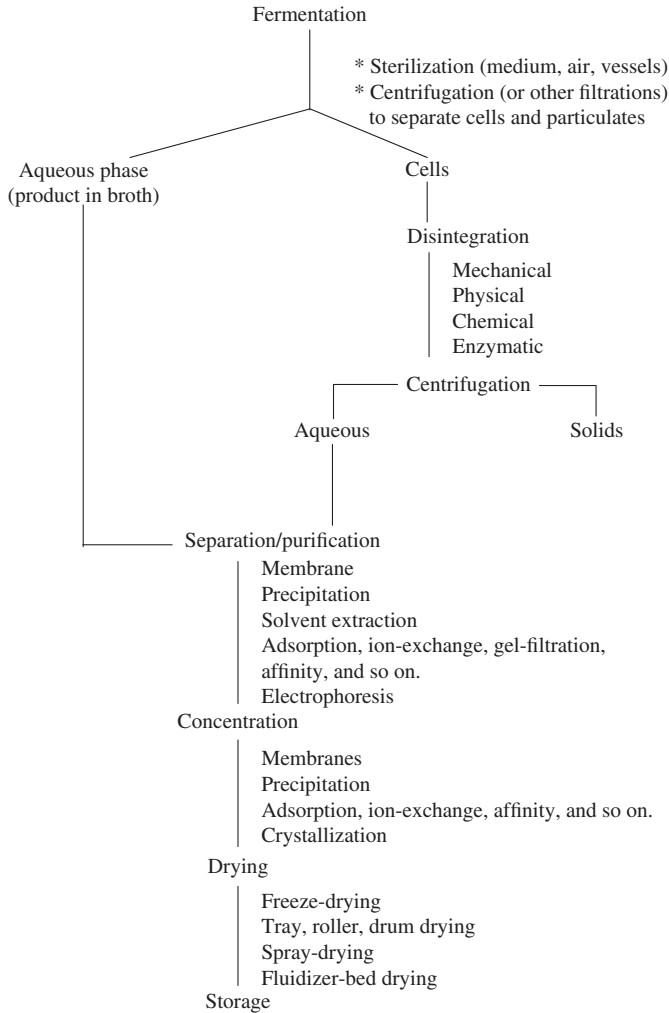 Fermentation
* Sterilization (medium, air, vessels)
* Centrifugation (or other filtrations)
to separate cells and particulates
Aqueous phase
(product in broth)
Cells
Disintegration
Mechanical
Physical
Chemical
Enzymatic
Centrifugation
Aqueous
Solids
Separation/purification
Membrane
Precipitation
Solvent extraction
Adsorption, ion-exchange, gel-filtration,
affinity, and so on.
Electrophoresis
Concentration
Membranes
Precipitation
Adsorption, ion-exchange, affinity, and so on.
Crystallization
Drying
Freeze-drying
Tray, roller, drum drying
Spray-drying
Fluidizer-bed drying
Storage